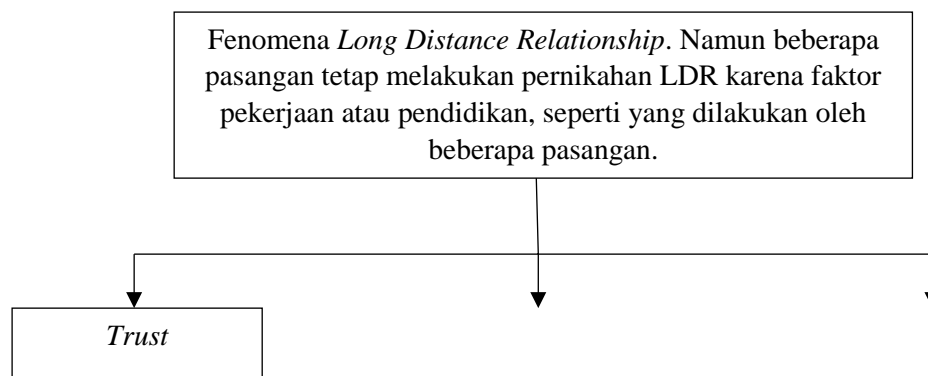 Fenomena Long Distance Relationship. Namun beberapa
pasangan tetap melakukan pernikahan LDR karena faktor
pekerjaan atau pendidikan, seperti yang dilakukan oleh
beberapa pasangan.
Trust